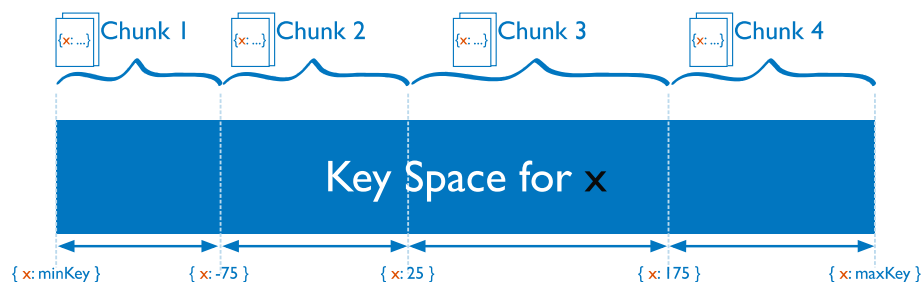 {x: ...} Chunk 1 {x: ...} Chunk 2 {x: ...} Chunk 3 {x: ...} Chunk 4
Key Space for x
{ x: minKey } { x: -75 } { x: 25 } { x: 175 } { x: maxKey }